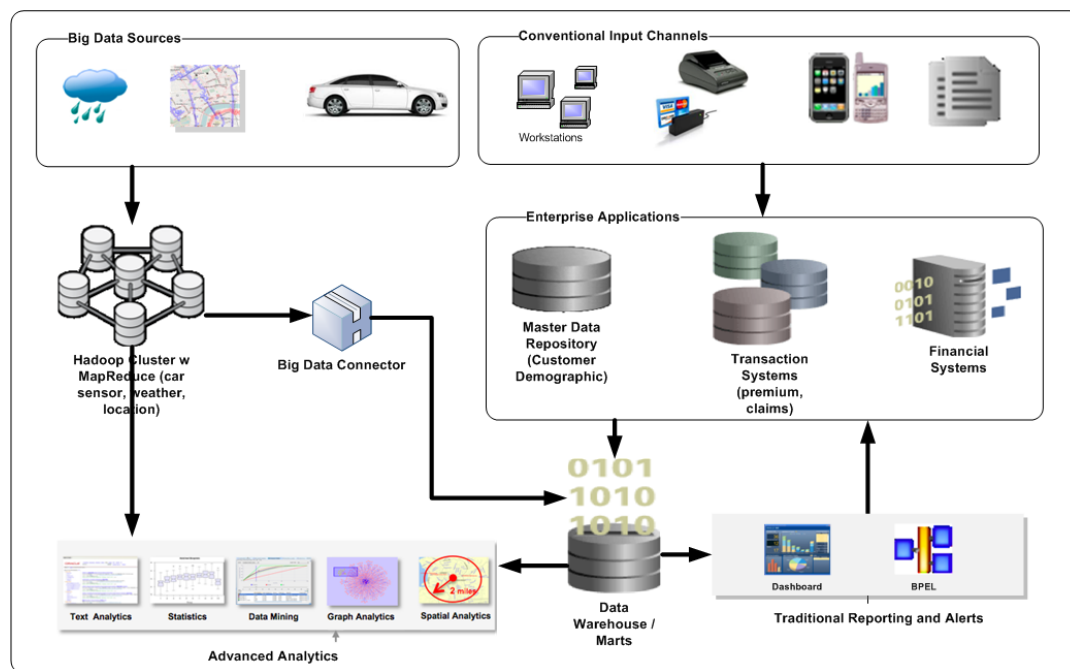 Big Data Sources
Conventional Input Channels
Workstations
VISA
Enterprise Applications
Hadoop Cluster w
MapReduce (car
sensor, weather,
location)
Big Data Connector
Master Data
Repository
(Customer
Demographic)
Transaction
Systems
(premium,
claims)
0010
0101
1101
Financial
Systems
0101
1010
1010
Data
Warehouse /
Marts
Text Analytics
Statistics
Data Mining
Graph Analytics
2 miles
Spatial Analytics
Advanced Analytics
Dashboard
BPEL
Traditional Reporting and Alerts